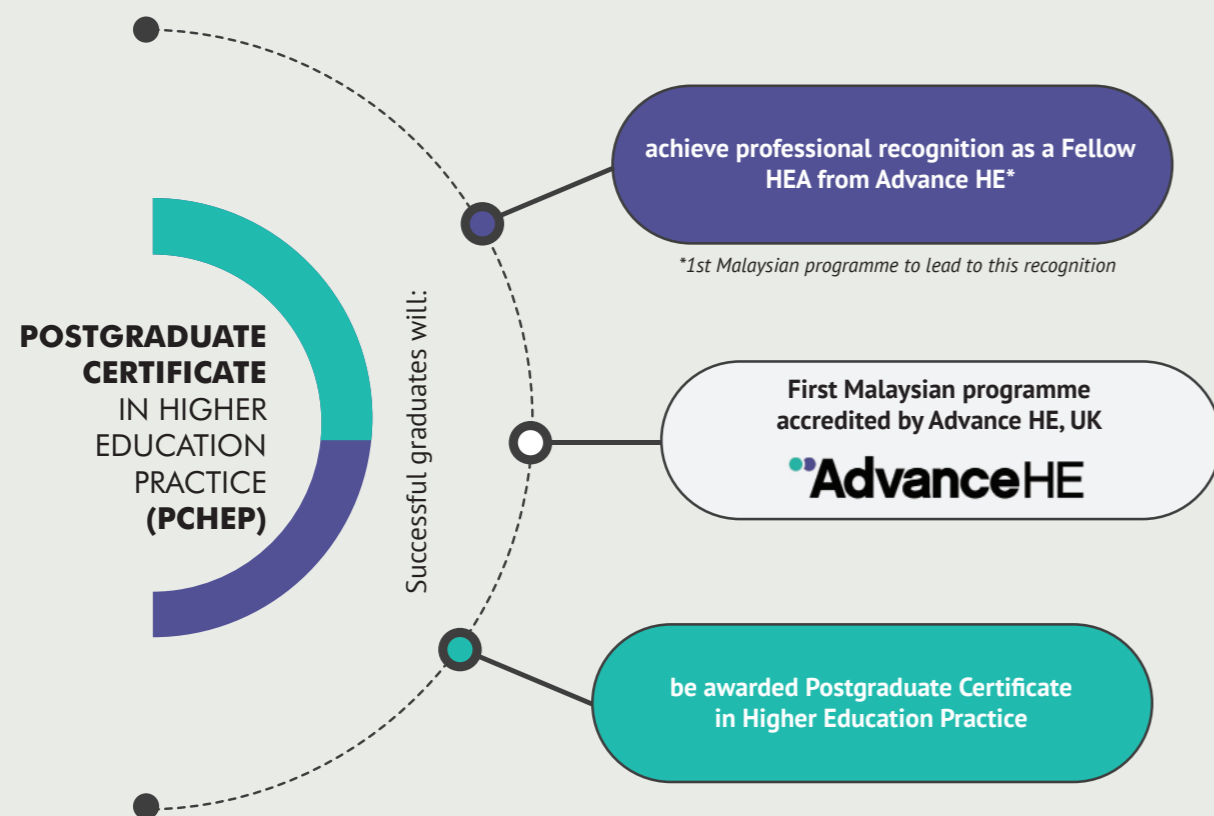 POSTGRADUATE
CERTIFICATE
IN HIGHER
EDUCATION
PRACTICE
(PCHEP)
Successful graduates will:
achieve professional recognition as a Fellow
HEA from Advance HE*
*1st Malaysian programme to lead to this recognition
First Malaysian programme
accredited by Advance HE, UK
AdvanceHE
be awarded Postgraduate Certificate
in Higher Education Practice